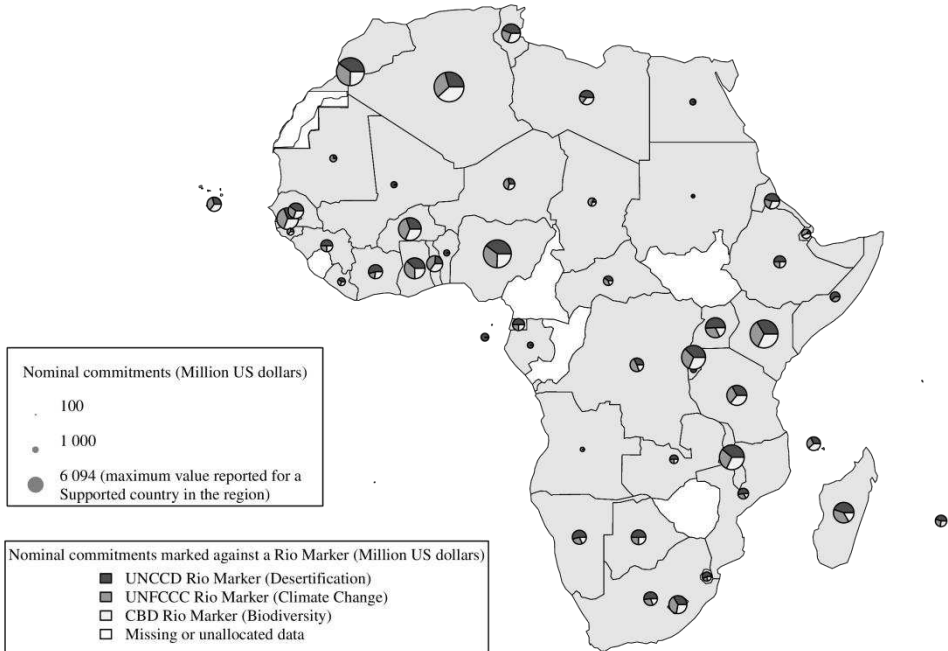 Nominal commitments (Million US dollars)
100
1 000
6 094 (maximum value reported for a
Supported country in the region)
Nominal commitments marked against a Rio Marker (Million US dollars)
UNCCD Rio Marker (Desertification)
UNFCCC Rio Marker (Climate Change)
CBD Rio Marker (Biodiversity)
Missing or unallocated data